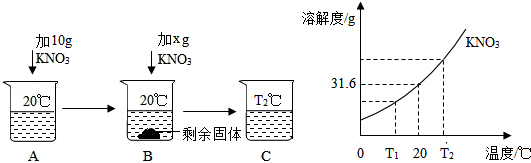 加10g
KNO₃
20℃
A
加xg
KNO₃
20℃
剩余固体
B
T₂℃
C
溶解度/g
KNO₃
31.6
0
T₁
20
T₂
温度/℃